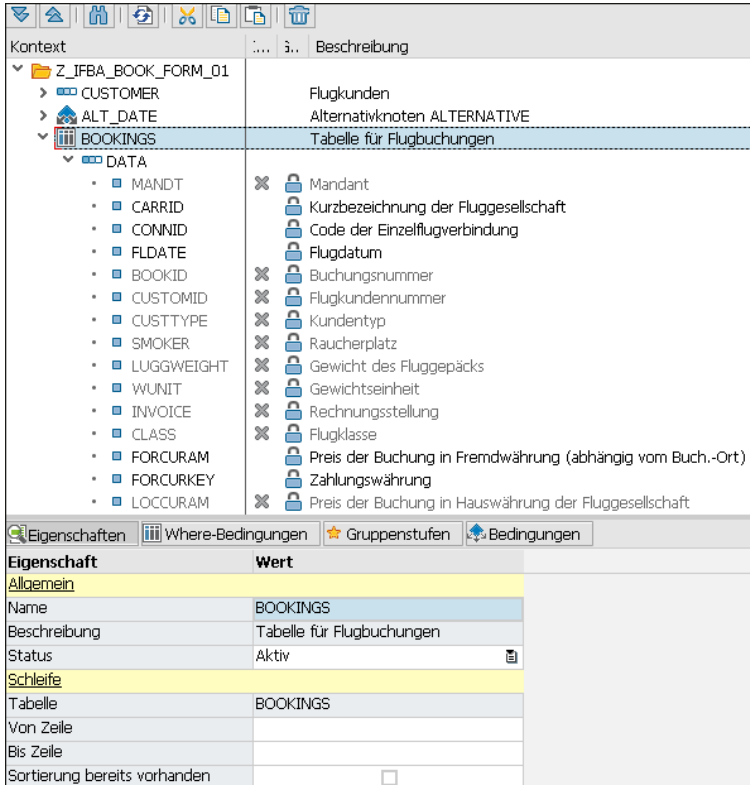 Kontext :... ... Beschreibung
Z_IFBA_BOOK_FORM_01
CUSTOMER Flugkunden
ALT_DATE Alternativknoten ALTERNATIVE
BOOKINGS Tabelle für Flugbuchungen
DATA
MANDT Mandant
CARRID Kurzbezeichnung der Fluggesellschaft
CONNID Code der Einzelflugverbindung
FLDATE Flugdatum
BOOKID Buchungsnummer
CUSTOMID Flugkundennummer
CUSTTYPE Kundentyp
SMOKER Raucherplatz
LUGGWEIGHT Gewicht des Fluggepäcks
WUNIT Gewichtseinheit
INVOICE Rechnungsstellung
CLASS Flugklasse
FORCURAM Preis der Buchung in Fremdwährung (abhängig vom Buch.-Ort)
FORCURKEY Zahlungswährung
LOCCURAM Preis der Buchung in Hauswährung der Fluggesellschaft
Eigenschaften Where-Bedingungen Gruppenstufen Bedingungen
Eigenschaft Wert
Allgemein
Name BOOKINGS
Beschreibung Tabelle für Flugbuchungen
Status Aktiv
Schleife
Tabelle BOOKINGS
Von Zeile
Bis Zeile
Sortierung bereits vorhanden